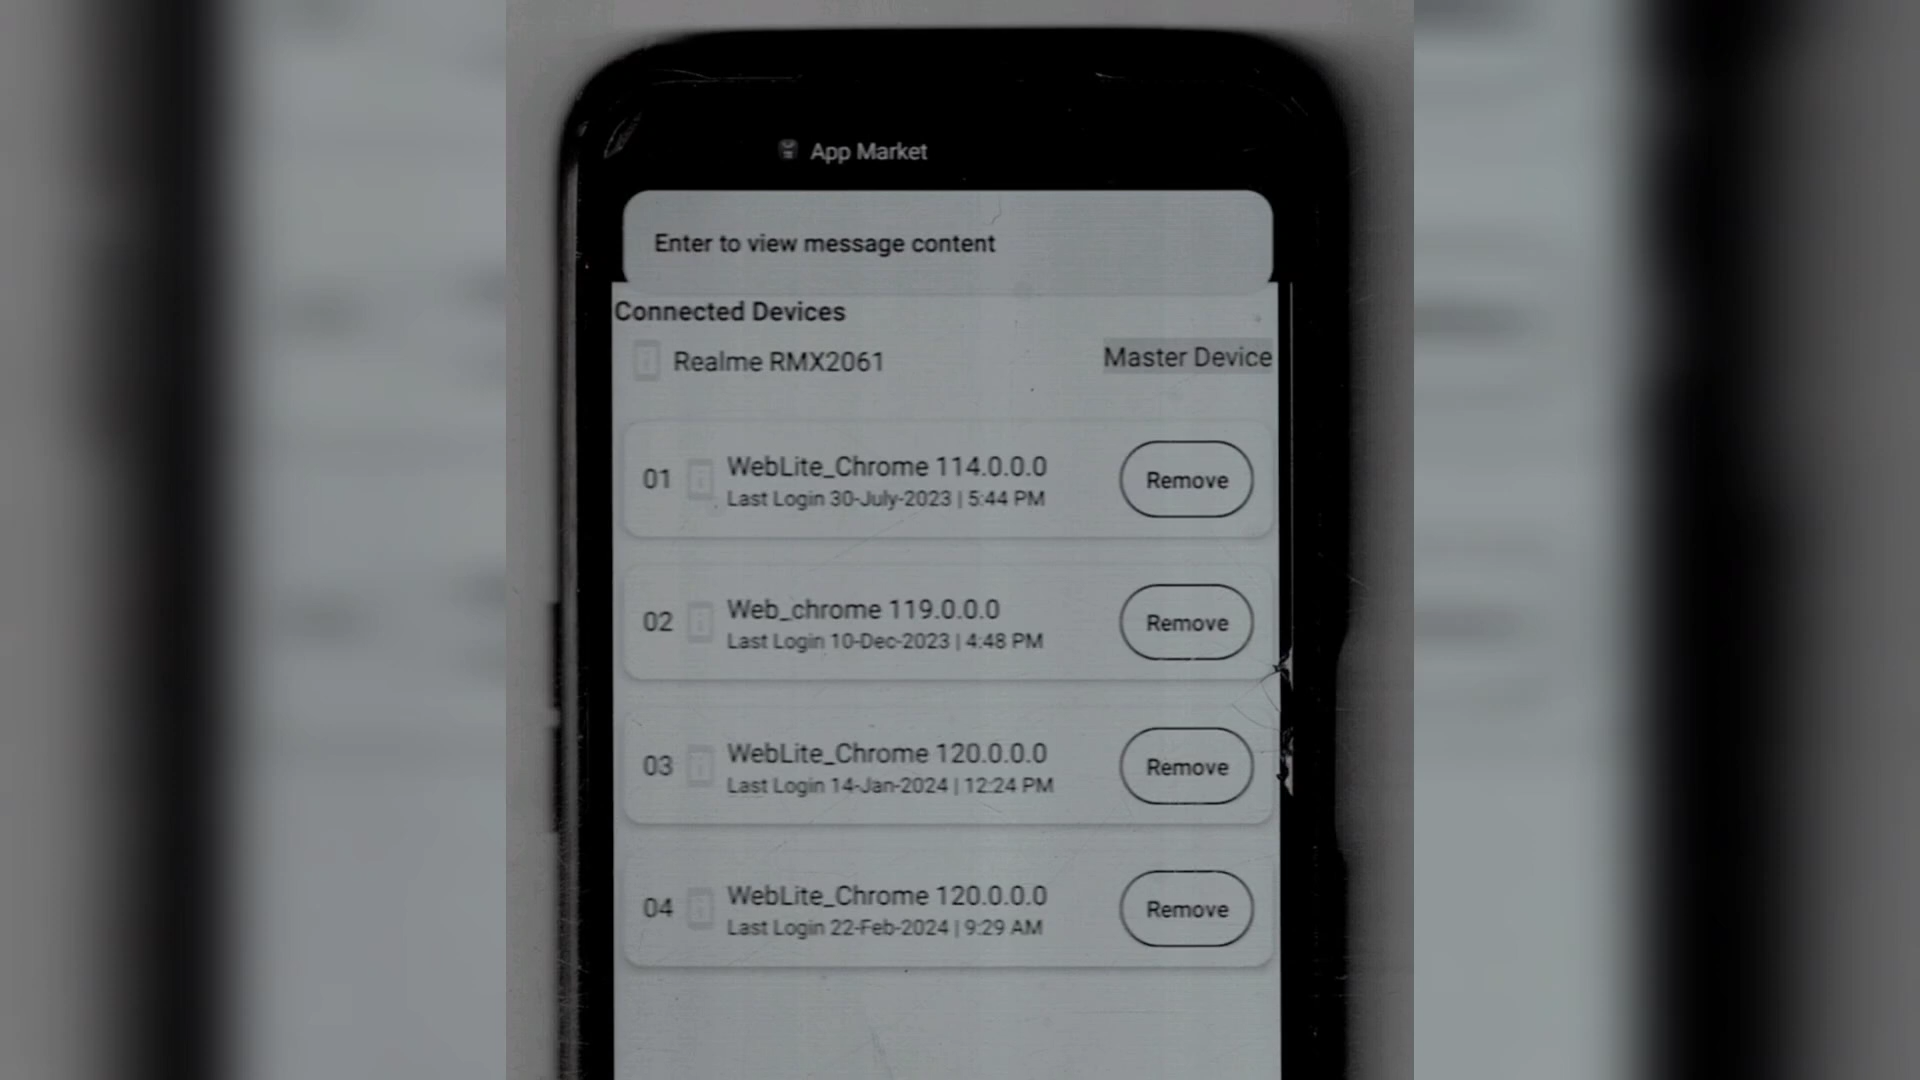 App Market
Enter to view message content
Connected Devices
Realme RMX2061
Master Device
01
WebLite_Chrome 114.0.0.0
Last Login 30-July-2023 | 5:44 PM
Remove
02
Web_chrome 119.0.0.0
Last Login 10-Dec-2023 | 4:48 PM
Remove
03
WebLite_Chrome 120.0.0.0
Last Login 14-Jan-2024 | 12:24 PM
Remove
04
WebLite_Chrome 120.0.0.0
Last Login 22-Feb-2024 | 9:29 AM
Remove